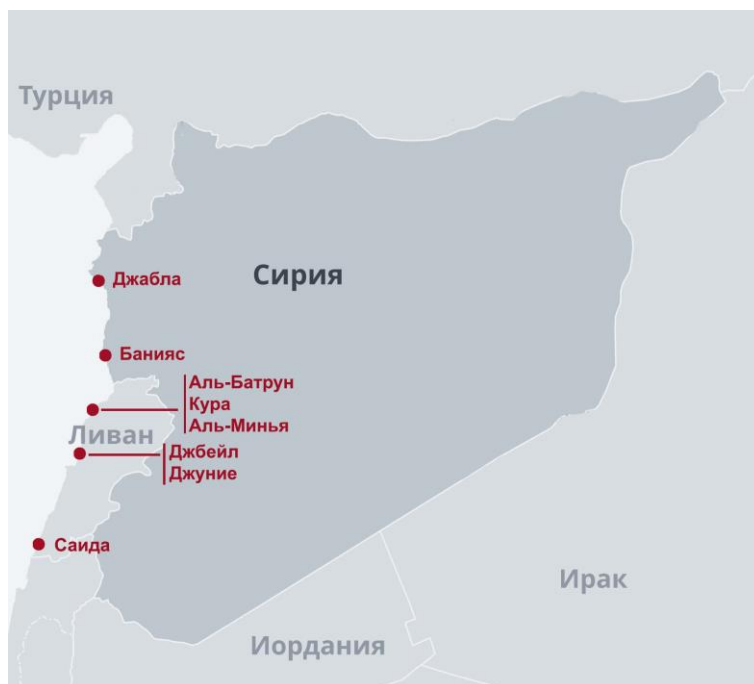 Турция
Сирия
Джабла
Банияс
Аль-Батрун
Кура
Аль-Минья
Ливан
Джбейл
Джуние
Саида
Ирак
Иордания